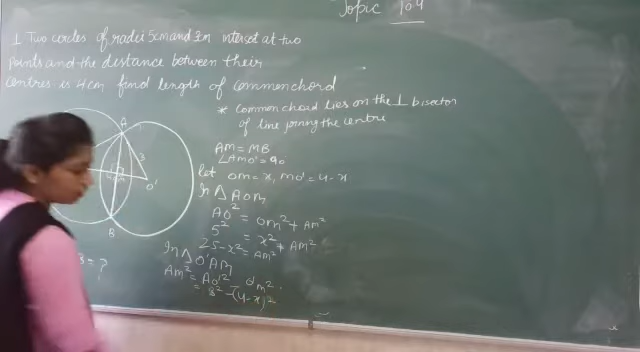 Topic 10.4
1 Two circles of radii 5cm and 3cm interset at two
points and the distance between their
centres is 4cm find length of common chord
* Common chord lies on the ⊥ bisector
of line joining the centre
A
3
O'
B
B = ?
AM = MB
∠AMO' = 90
let OM = x, MO' = 4 - x
In △ AOM
AO² = OM² + AM²
5² = x² + AM²
25 - x² = AM²
In △ O'AM
AM² = AO'² - O'M²
= 3² - (4-x)²